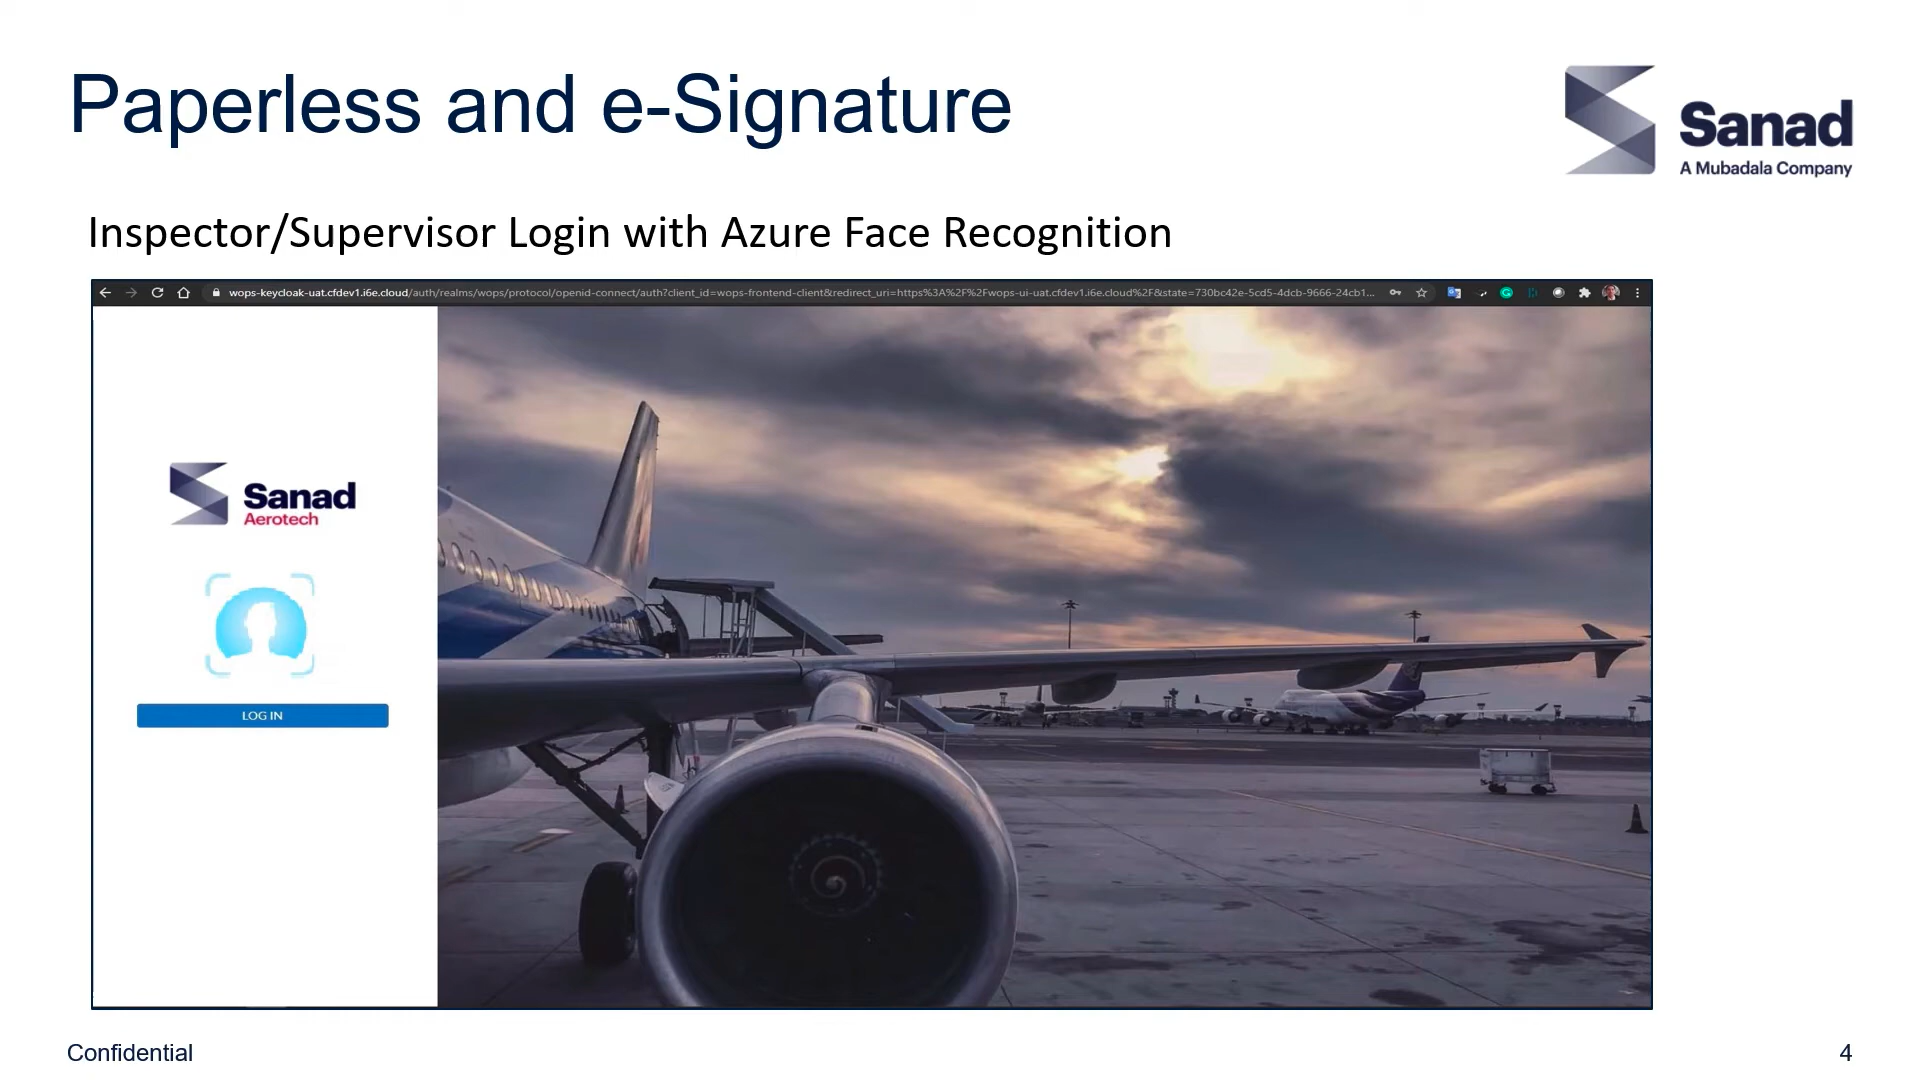 Paperless and e-Signature
Sanad
A Mubadala Company
Inspector/Supervisor Login with Azure Face Recognition
wops-keycloak-uat.cfdev1.i6e.cloud/auth/realms/wops/protocol/openid-connect/auth?client_id=wops-frontend-client&redirect_uri=https%3A%2F%2Fwops-ui-uat.cfdev1.i6e.cloud%2F&state=730bc42e-5cd5-4dcb-9666-24cb1...
Sanad
Aerotech
LOG IN
Confidential
4